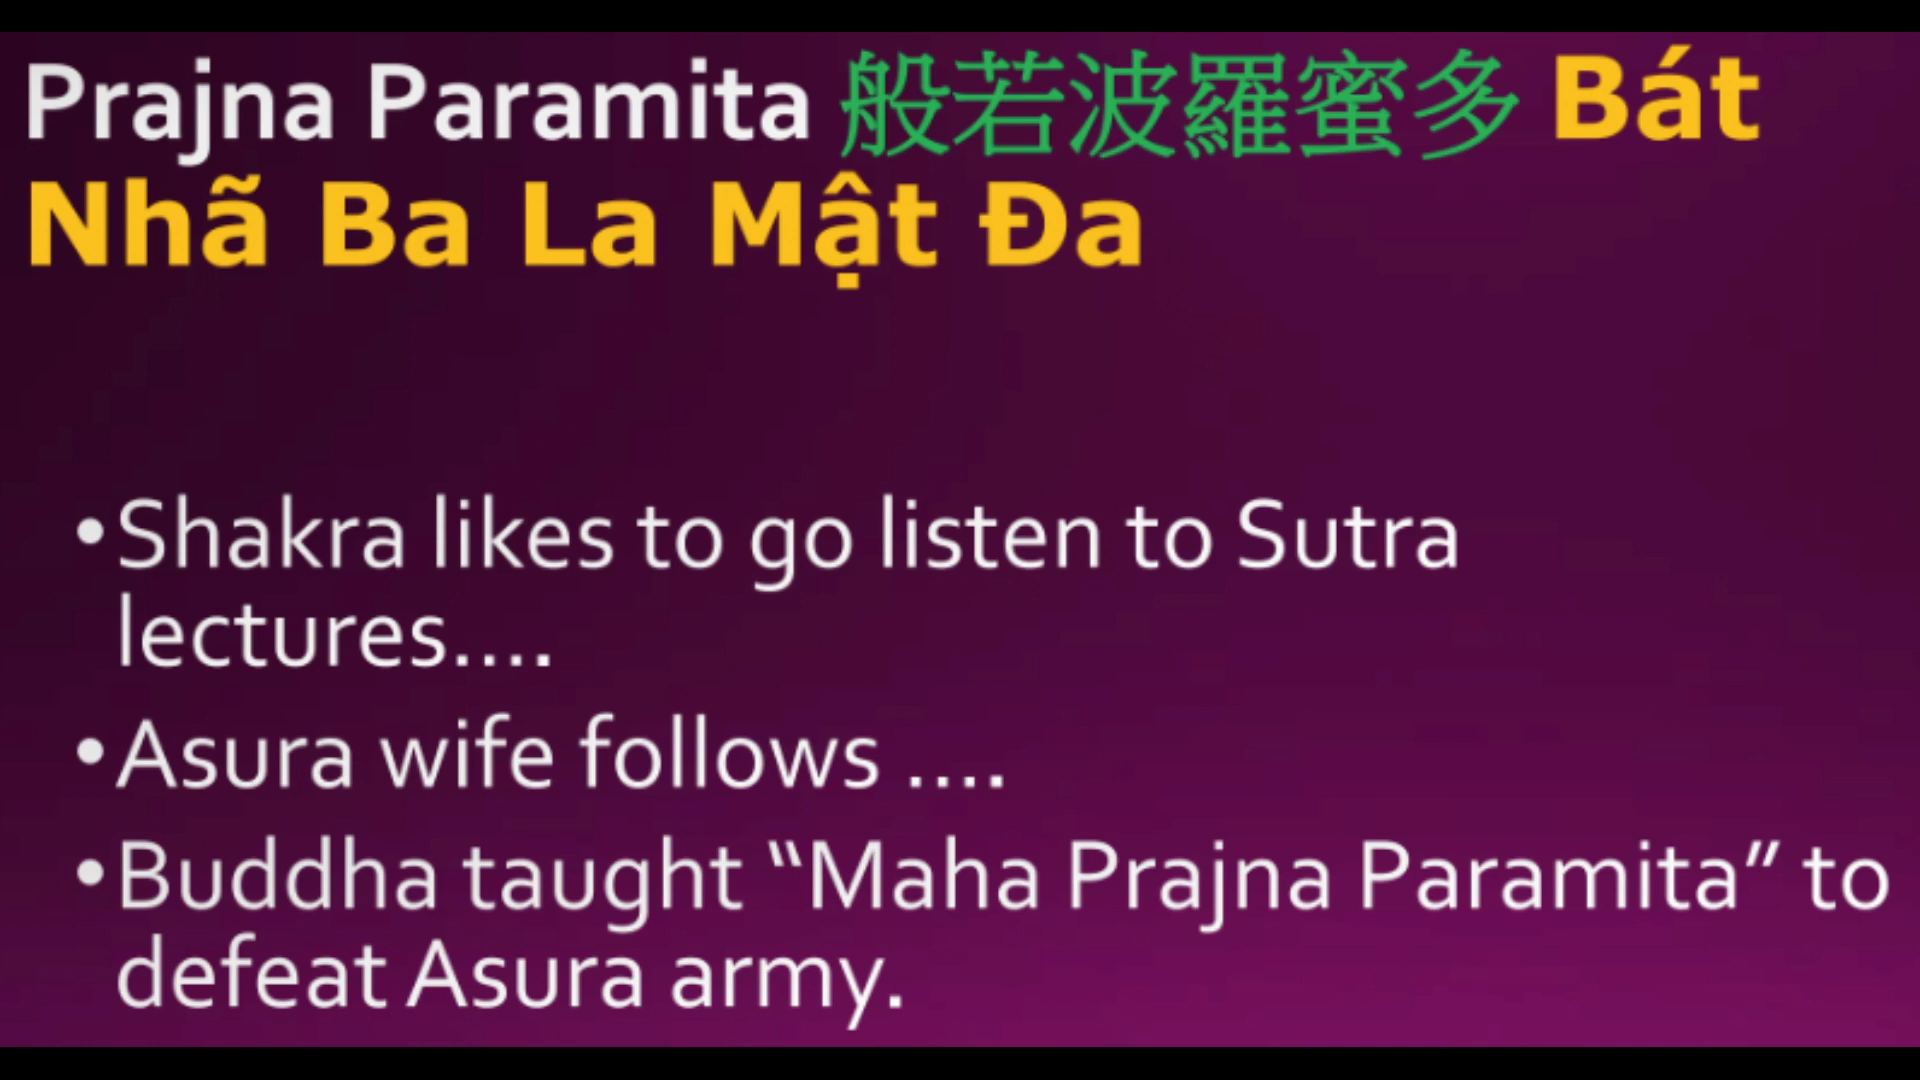 Prajna Paramita 般若波羅蜜多 Bát
Nhã Ba La Mật Đa
•Shakra likes to go listen to Sutra
lectures....
•Asura wife follows ....
•Buddha taught “Maha Prajna Paramita” to
defeat Asura army.